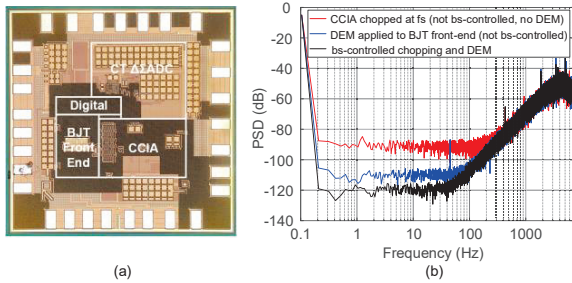 CT ΔΣADC
Digital
BJT
Front
End
CCIA
(a)
CCIA chopped at fs (not bs-controlled, no DEM)
DEM applied to BJT front-end (not bs-controlled)
bs-controlled chopping and DEM
PSD (dB)
0
-20
-40
-60
-80
-100
-120
-140
0.1
1
10
100
1000
Frequency (Hz)
(b)